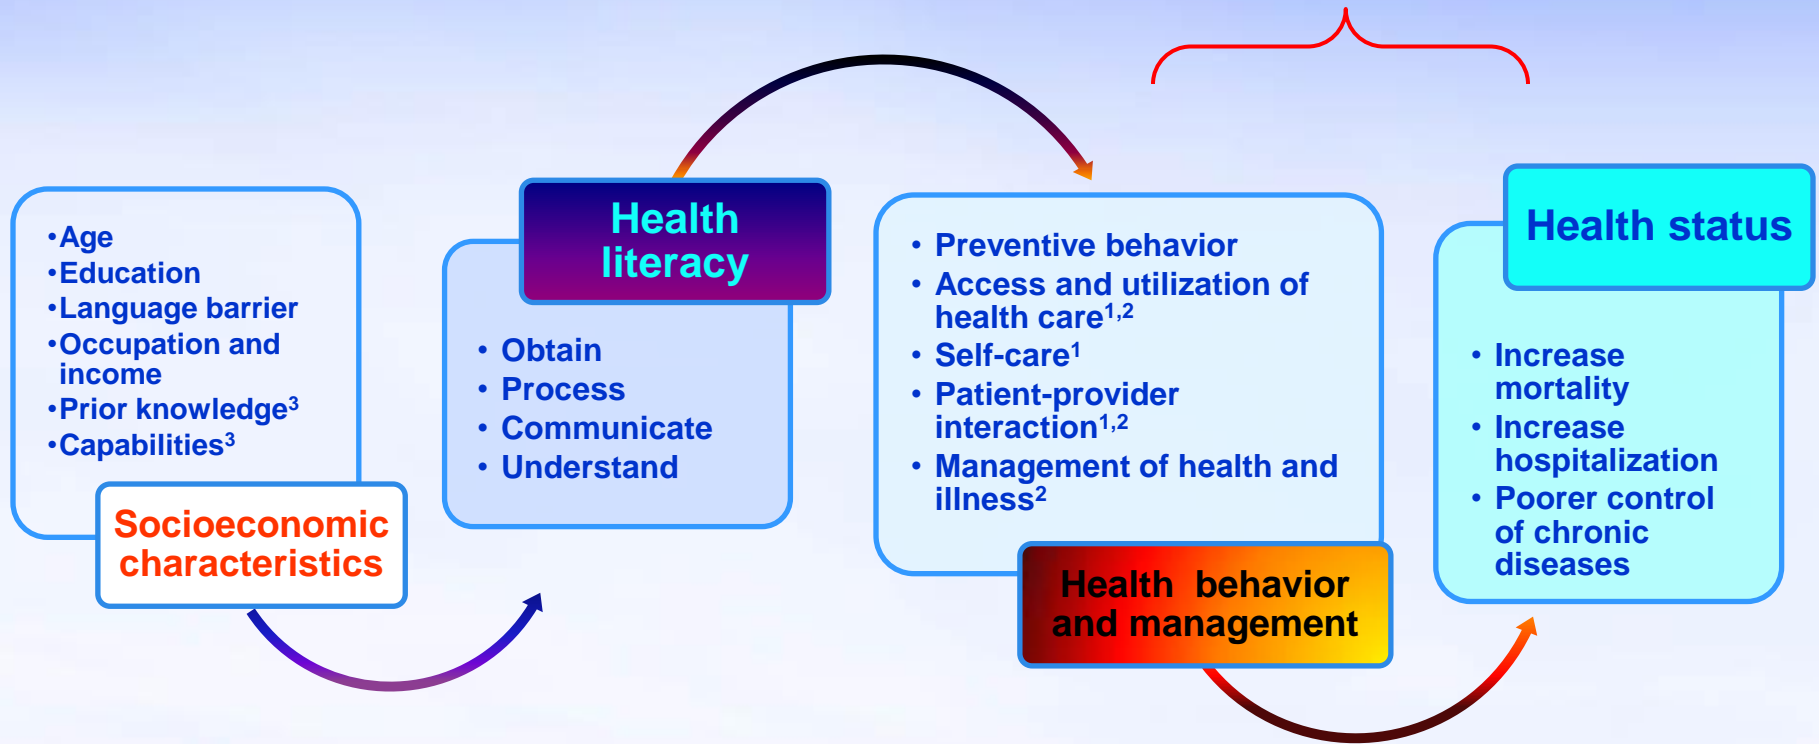 •Age
•Education
•Language barrier
•Occupation and
income
•Prior knowledge³
•Capabilities³
Socioeconomic
characteristics
Health
literacy
• Obtain
• Process
• Communicate
• Understand
• Preventive behavior
• Access and utilization of
health care¹,²
• Self-care¹
• Patient-provider
interaction¹,²
• Management of health and
illness²
Health behavior
and management
Health status
• Increase
mortality
• Increase
hospitalization
• Poorer control
of chronic
diseases